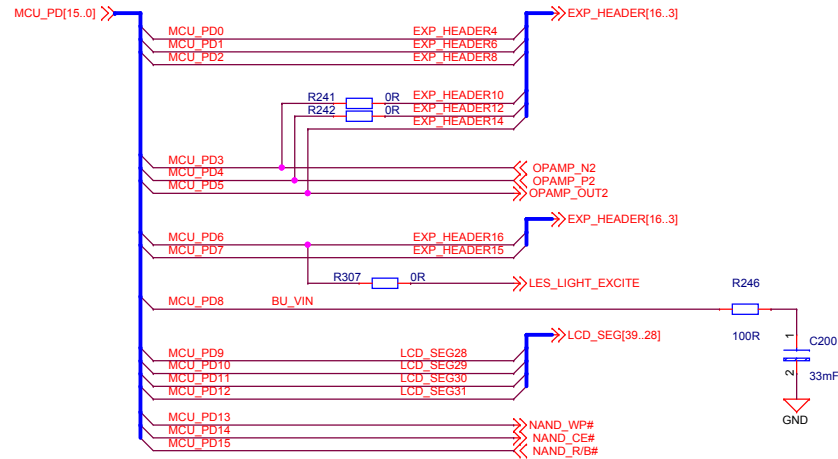 MCU_PD[15..0] EXP_HEADER[16..3]
MCU_PD0 EXP_HEADER4
MCU_PD1 EXP_HEADER6
MCU_PD2 EXP_HEADER8
R241 0R EXP_HEADER10
R242 0R EXP_HEADER12
EXP_HEADER14
MCU_PD3 OPAMP_N2
MCU_PD4 OPAMP_P2
MCU_PD5 OPAMP_OUT2
EXP_HEADER[16..3]
MCU_PD6 EXP_HEADER16
MCU_PD7 EXP_HEADER15
R307 0R LES_LIGHT_EXCITE R246
MCU_PD8 BU_VIN
100R
LCD_SEG[39..28]
1 C200
MCU_PD9 LCD_SEG28
MCU_PD10 LCD_SEG29
MCU_PD11 LCD_SEG30
2 33mF
MCU_PD12 LCD_SEG31
GND
MCU_PD13 NAND_WP#
MCU_PD14 NAND_CE#
MCU_PD15 NAND_R/B#